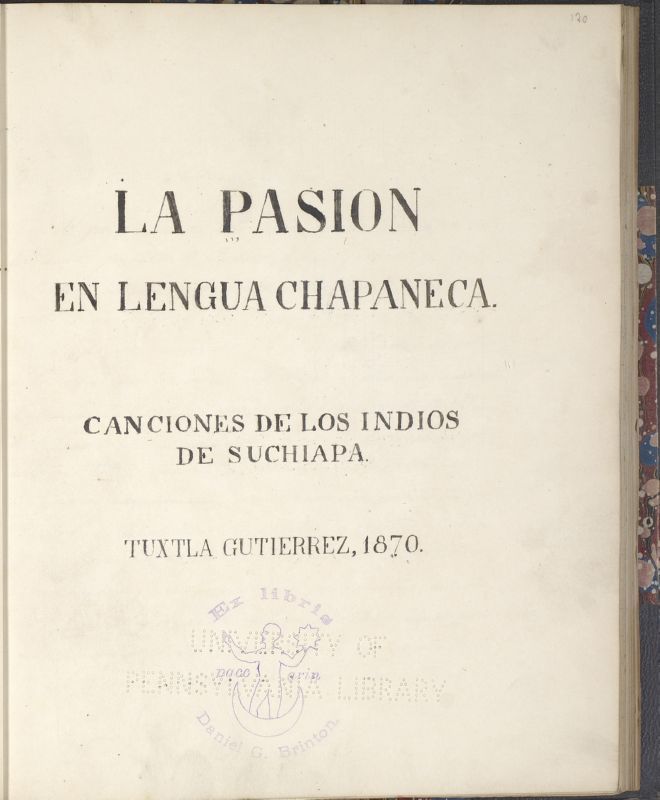 120
LA PASION
EN LENGUA CHAPANECA.
CANCIONES DE LOS INDIOS
DE SUCHIAPA.
TUXTLA GUTIERREZ, 1870.
Ex libris
UNIVERSITY OF
PENNSYLVANIA LIBRARY
Daniel G. Brinton